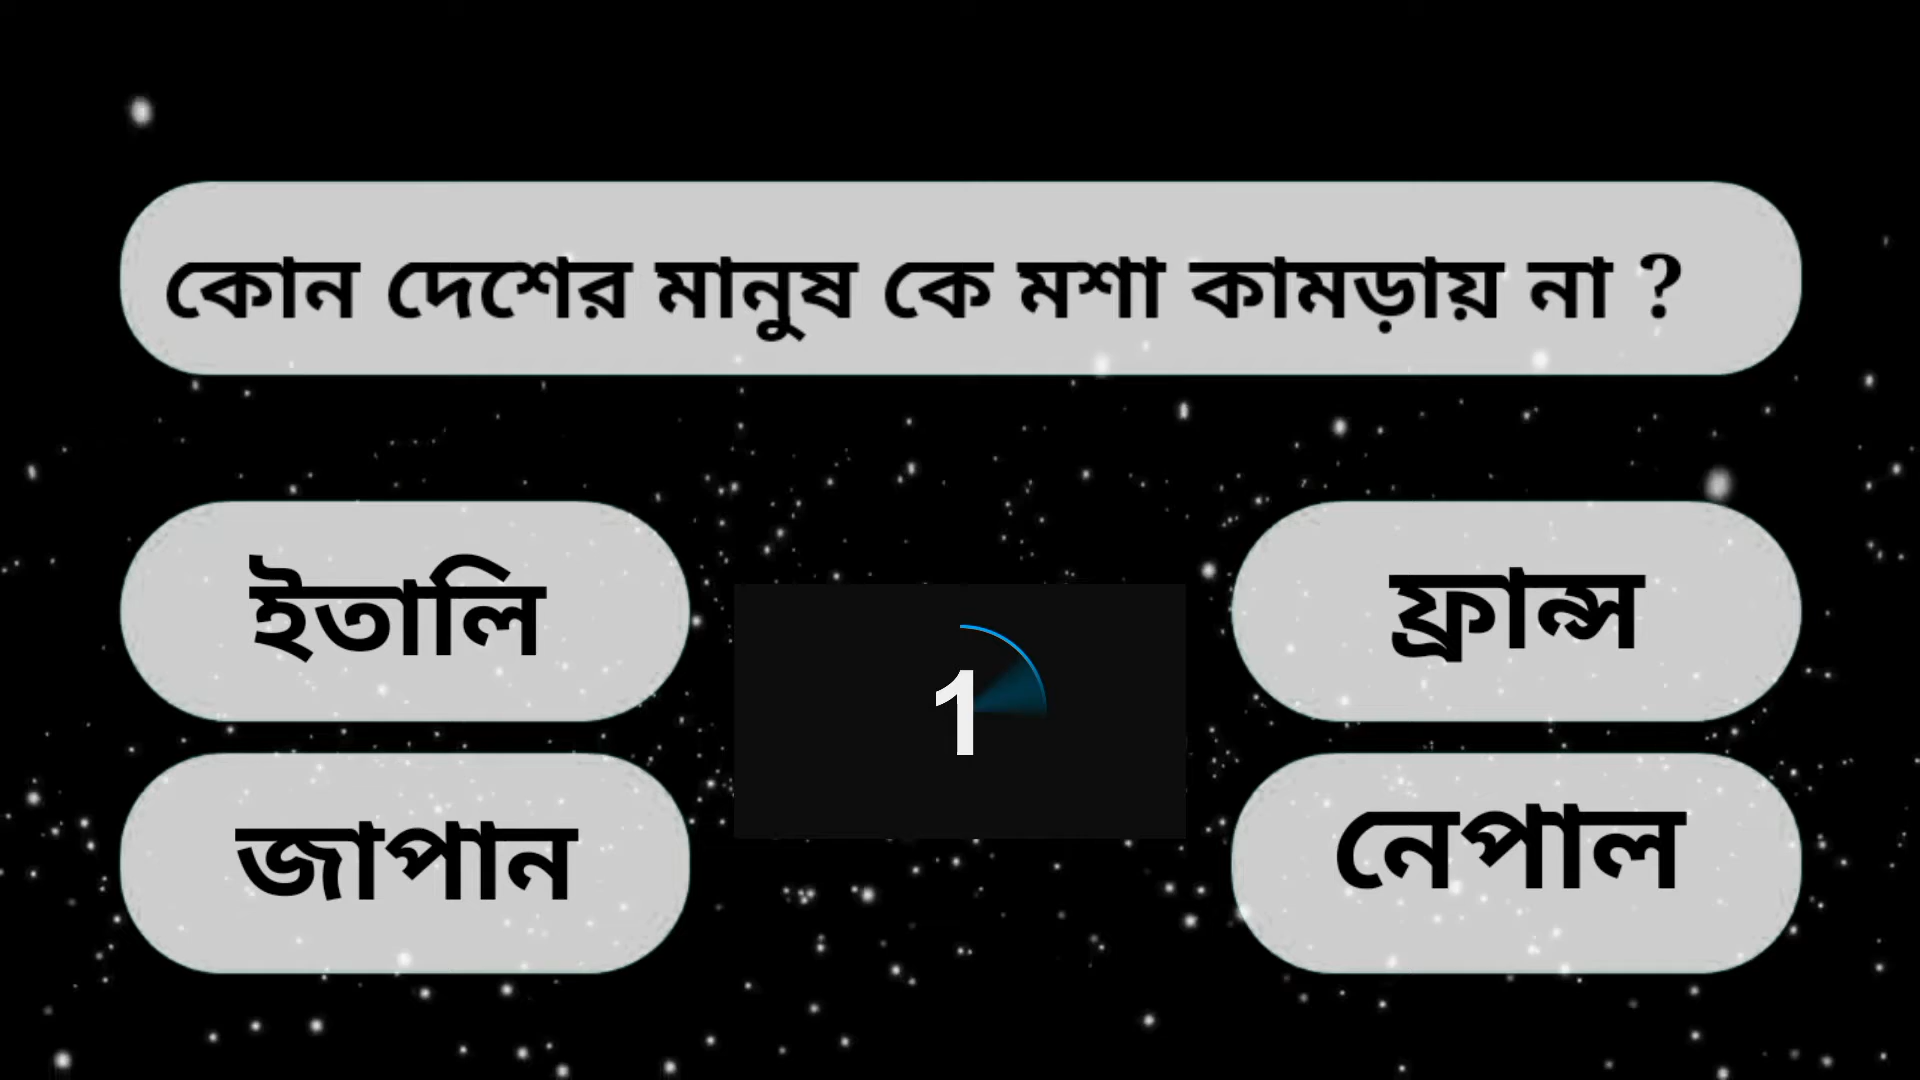 কোন দেশের মানুষ কে মশা কামড়ায় না ?
ইতালি
ফ্রান্স
1
জাপান
নেপাল